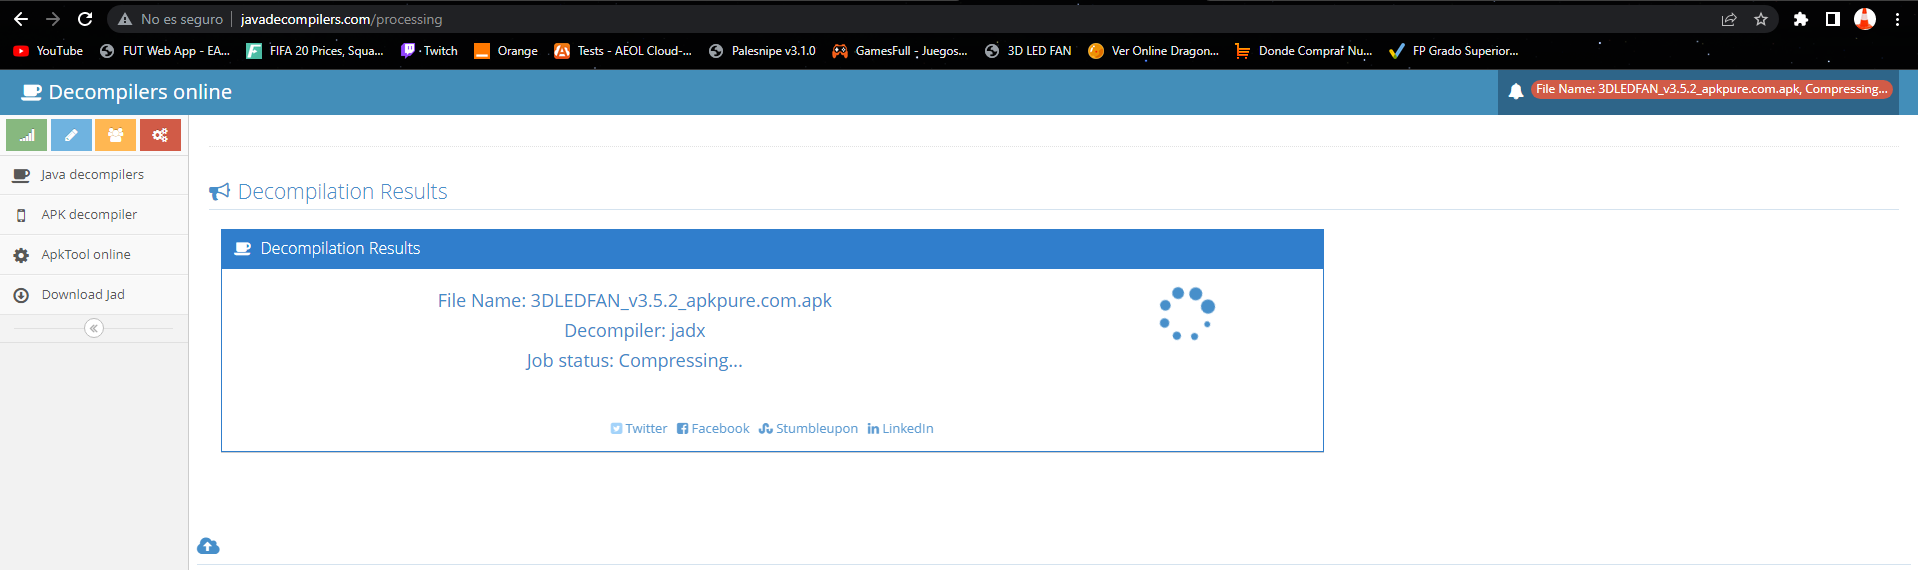 No es seguro javadecompilers.com/processing
YouTube FUT Web App - EA... FIFA 20 Prices, Squa... Twitch Orange Tests - AEOL Cloud-... Palesnipe v3.1.0 GamesFull - Juegos... 3D LED FAN Ver Online Dragon... Donde Comprar Nu... FP Grado Superior...
Decompilers online
File Name: 3DLEDFAN_v3.5.2_apkpure.com.apk, Compressing...
Java decompilers
APK decompiler
ApkTool online
Download Jad
Decompilation Results
Decompilation Results
File Name: 3DLEDFAN_v3.5.2_apkpure.com.apk
Decompiler: jadx
Job status: Compressing...
Twitter Facebook Stumbleupon LinkedIn